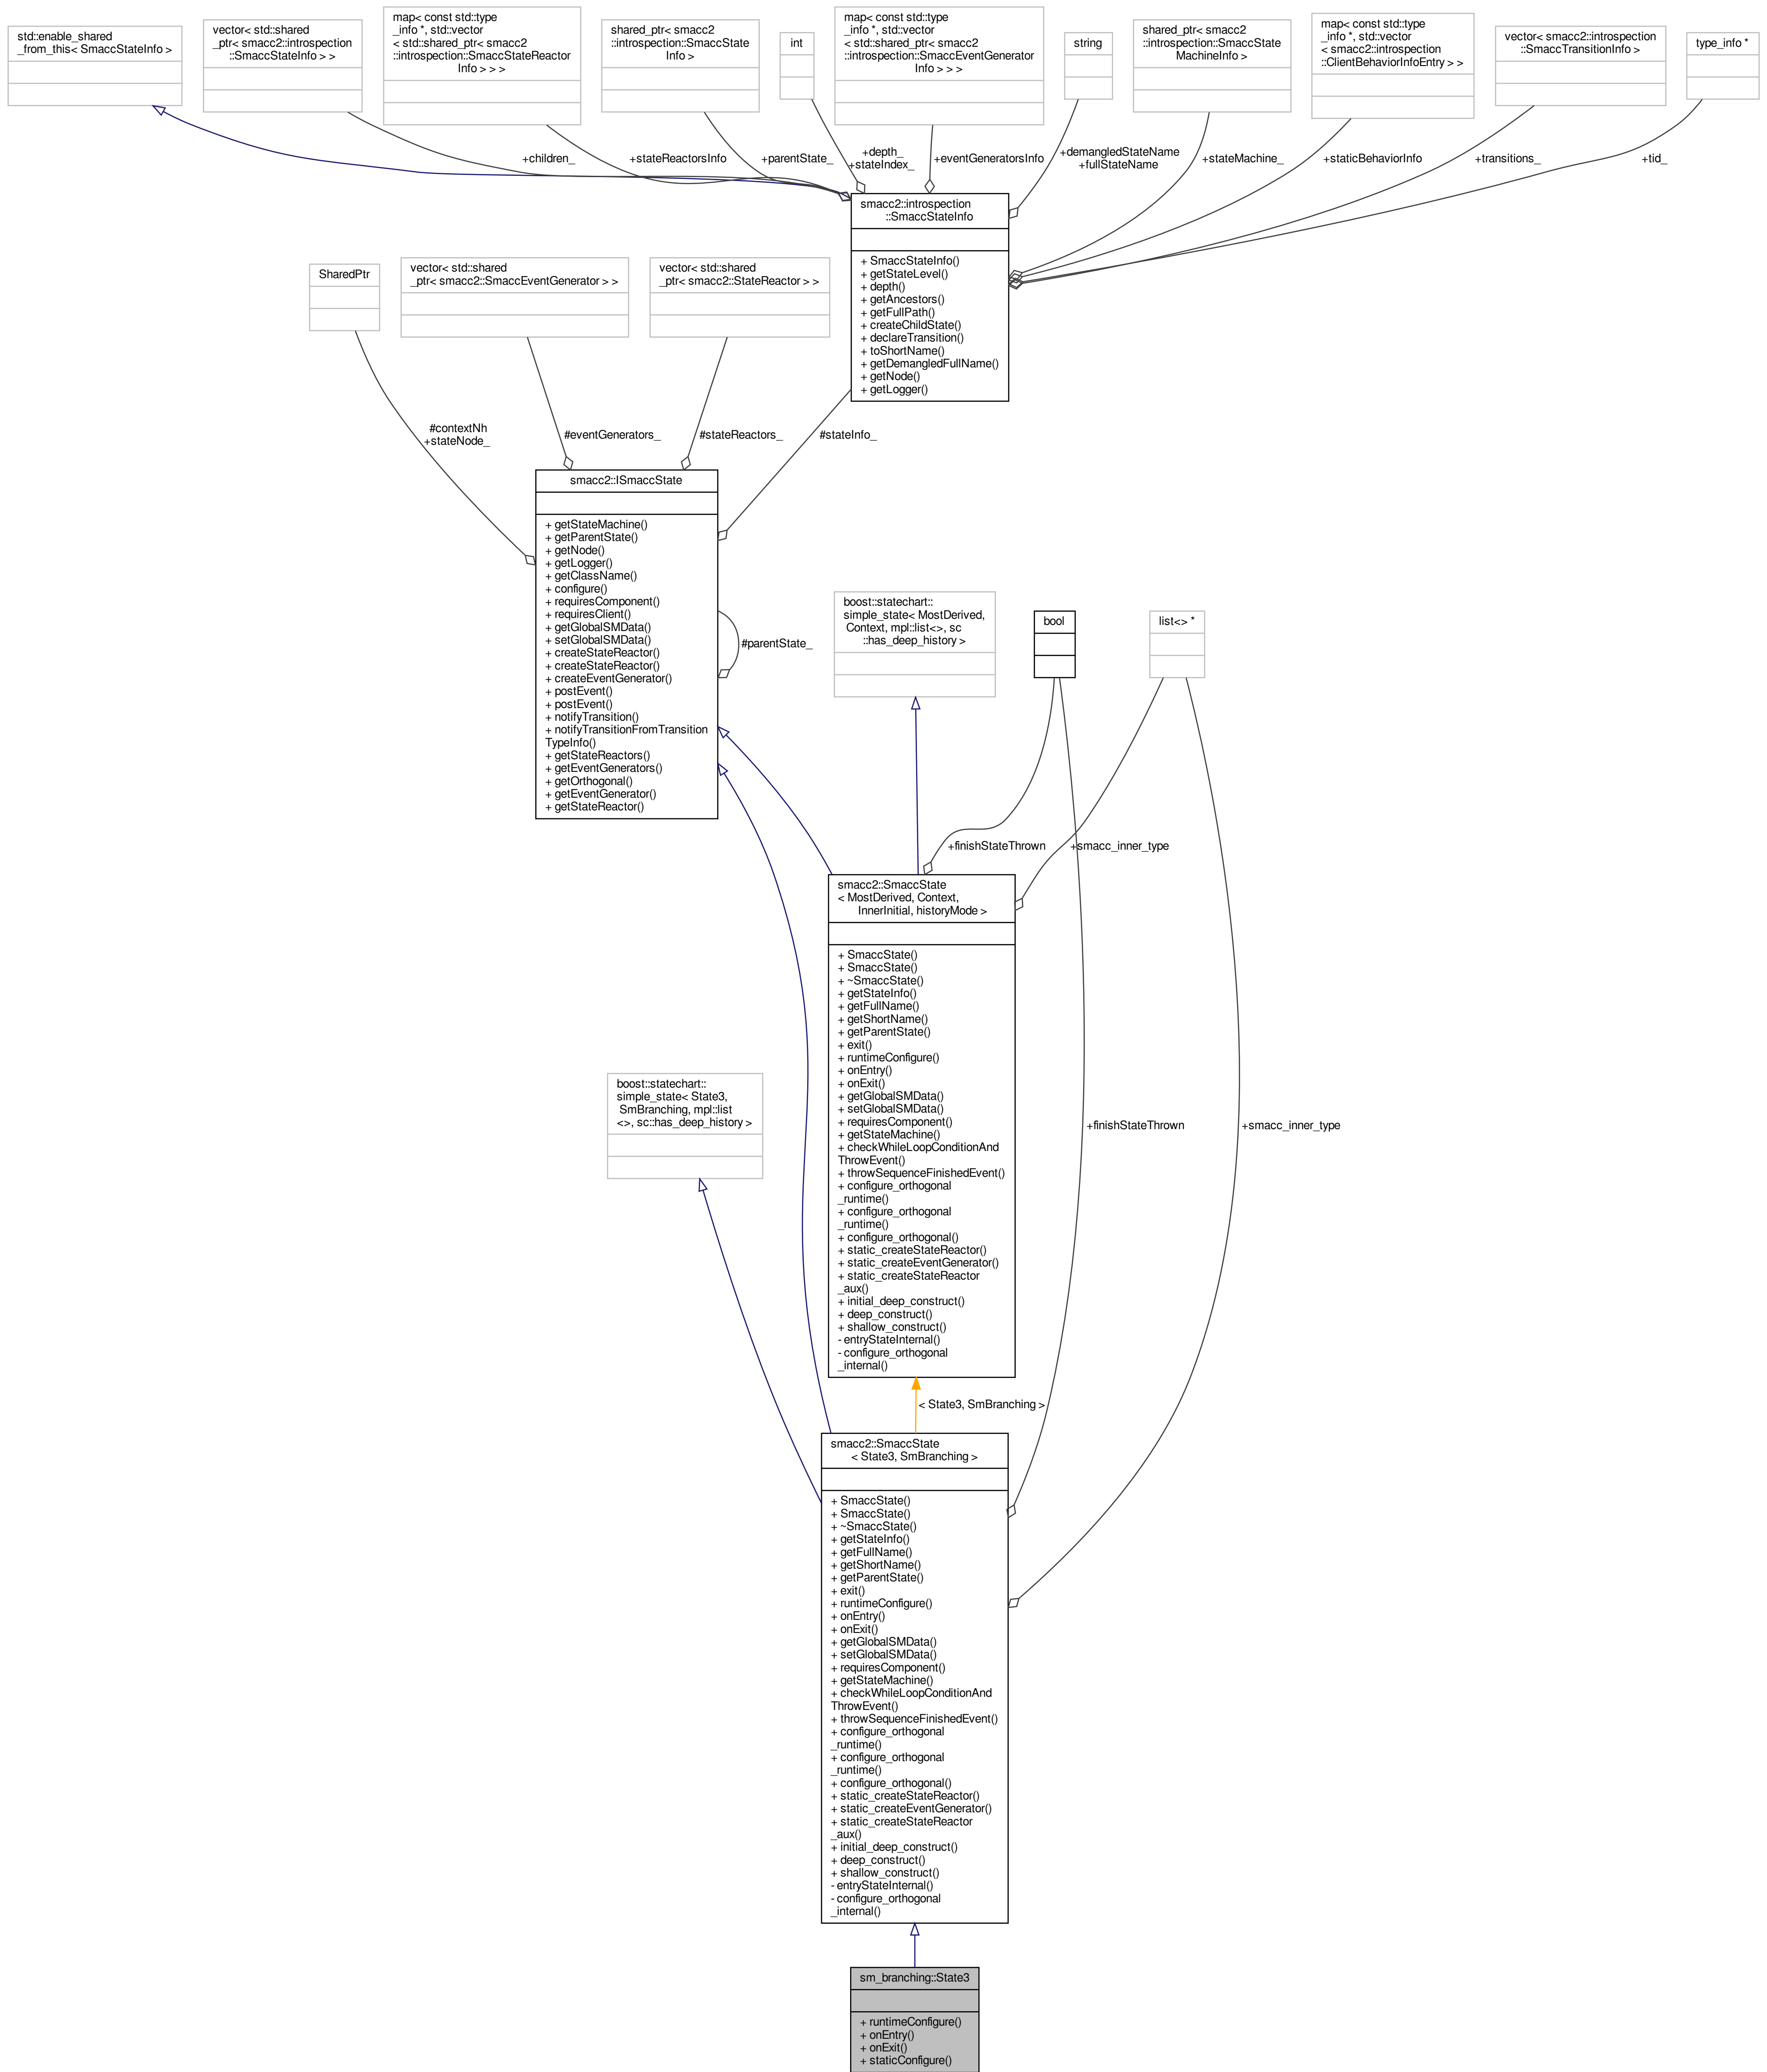 std::enable_shared
_from_this< SmaccStateInfo >
vector< std::shared
_ptr< smacc2::introspection
::SmaccStateInfo > >
map< const std::type
_info *, std::vector
< std::shared_ptr< smacc2
::introspection::SmaccStateReactor
Info > > >
shared_ptr< smacc2
::introspection::SmaccState
Info >
int
map< const std::type
_info *, std::vector
< std::shared_ptr< smacc2
::introspection::SmaccEventGenerator
Info > > >
string
shared_ptr< smacc2
::introspection::SmaccState
MachineInfo >
map< const std::type
_info *, std::vector
< smacc2::introspection
::ClientBehaviorInfoEntry > >
vector< smacc2::introspection
::SmaccTransitionInfo >
type_info *
+children_
+stateReactorsInfo
+parentState_
+depth_
+stateIndex_
+eventGeneratorsInfo
+demangledStateName
+fullStateName
+stateMachine_
+staticBehaviorInfo
+transitions_
+tid_
smacc2::introspection
::SmaccStateInfo
+ SmaccStateInfo()
+ getStateLevel()
+ depth()
+ getAncestors()
+ getFullPath()
+ createChildState()
+ declareTransition()
+ toShortName()
+ getDemangledFullName()
+ getNode()
+ getLogger()
SharedPtr
vector< std::shared
_ptr< smacc2::SmaccEventGenerator > >
vector< std::shared
_ptr< smacc2::StateReactor > >
#contextNh
+stateNode_
#eventGenerators_
#stateReactors_
#stateInfo_
smacc2::ISmaccState
+ getStateMachine()
+ getParentState()
+ getNode()
+ getLogger()
+ getClassName()
+ configure()
+ requiresComponent()
+ requiresClient()
+ getGlobalSMData()
+ setGlobalSMData()
+ createStateReactor()
+ createStateReactor()
+ createEventGenerator()
+ postEvent()
+ postEvent()
+ notifyTransition()
+ notifyTransitionFromTransition
TypeInfo()
+ getStateReactors()
+ getEventGenerators()
+ getOrthogonal()
+ getEventGenerator()
+ getStateReactor()
#parentState_
boost::statechart::
simple_state< MostDerived,
Context, mpl::list<>, sc
::has_deep_history >
bool
list<> *
+finishStateThrown
+smacc_inner_type
smacc2::SmaccState
< MostDerived, Context,
InnerInitial, historyMode >
+ SmaccState()
+ SmaccState()
+ ~SmaccState()
+ getStateInfo()
+ getFullName()
+ getShortName()
+ getParentState()
+ exit()
+ runtimeConfigure()
+ onEntry()
+ onExit()
+ getGlobalSMData()
+ setGlobalSMData()
+ requiresComponent()
+ getStateMachine()
+ checkWhileLoopConditionAnd
ThrowEvent()
+ throwSequenceFinishedEvent()
+ configure_orthogonal
_runtime()
+ configure_orthogonal
_runtime()
+ configure_orthogonal()
+ static_createStateReactor()
+ static_createEventGenerator()
+ static_createStateReactor
_aux()
+ initial_deep_construct()
+ deep_construct()
+ shallow_construct()
- entryStateInternal()
- configure_orthogonal
_internal()
boost::statechart::
simple_state< State3,
SmBranching, mpl::list
<>, sc::has_deep_history >
+finishStateThrown
+smacc_inner_type
< State3, SmBranching >
smacc2::SmaccState
< State3, SmBranching >
+ SmaccState()
+ SmaccState()
+ ~SmaccState()
+ getStateInfo()
+ getFullName()
+ getShortName()
+ getParentState()
+ exit()
+ runtimeConfigure()
+ onEntry()
+ onExit()
+ getGlobalSMData()
+ setGlobalSMData()
+ requiresComponent()
+ getStateMachine()
+ checkWhileLoopConditionAnd
ThrowEvent()
+ throwSequenceFinishedEvent()
+ configure_orthogonal
_runtime()
+ configure_orthogonal
_runtime()
+ configure_orthogonal()
+ static_createStateReactor()
+ static_createEventGenerator()
+ static_createStateReactor
_aux()
+ initial_deep_construct()
+ deep_construct()
+ shallow_construct()
- entryStateInternal()
- configure_orthogonal
_internal()
sm_branching::State3
+ runtimeConfigure()
+ onEntry()
+ onExit()
+ staticConfigure()